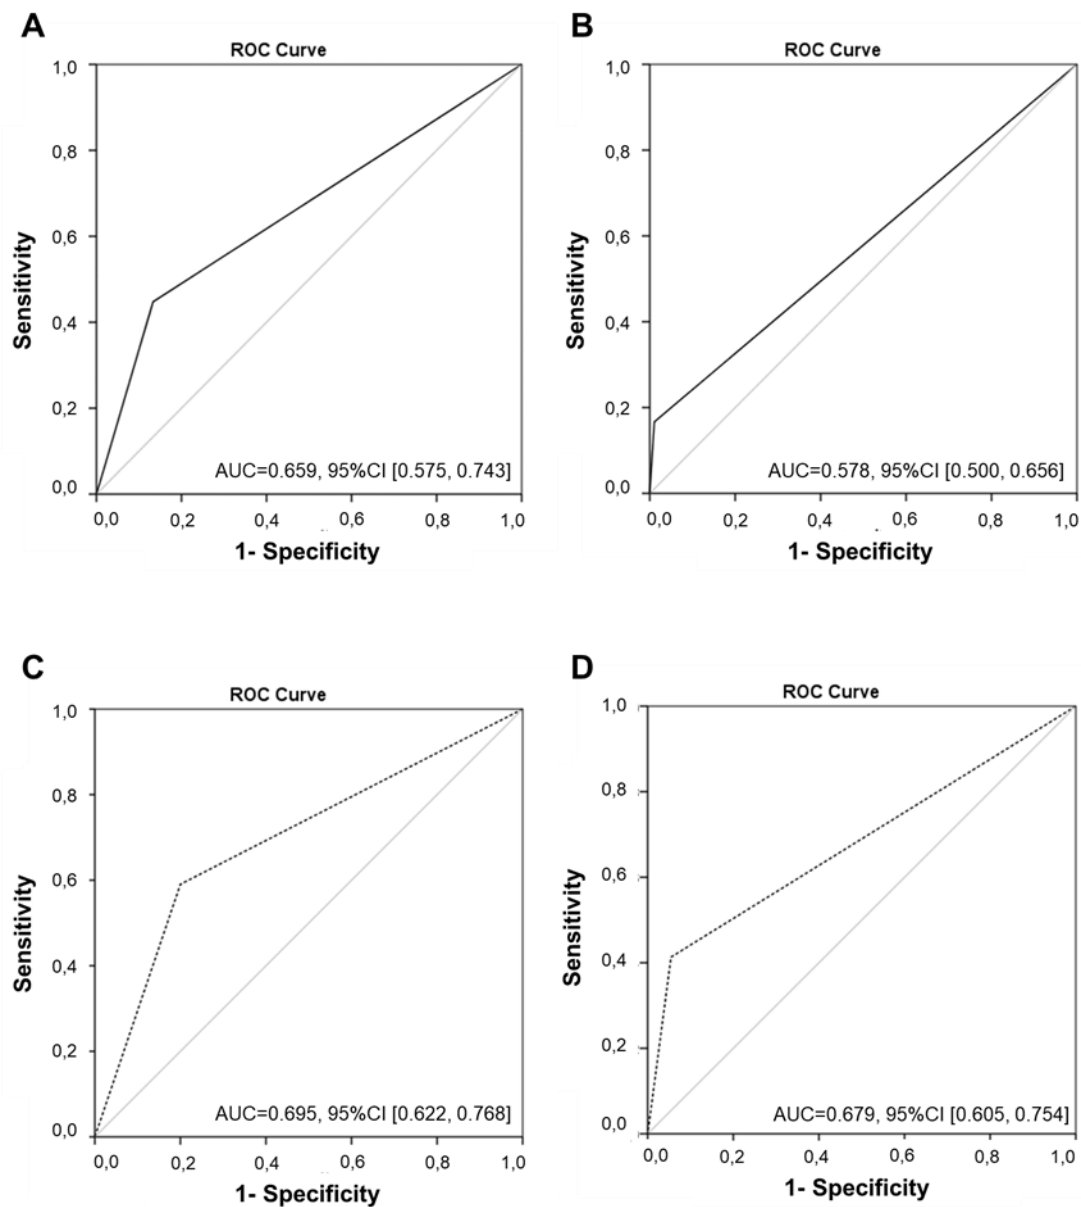 A
ROC Curve
1,0
0,8
0,6
0,4
0,2
0,0
Sensitivity
AUC=0.659, 95%CI [0.575, 0.743]
0,0 0,2 0,4 0,6 0,8 1,0
1- Specificity
B
ROC Curve
1,0
0,8
0,6
0,4
0,2
0,0
Sensitivity
AUC=0.578, 95%CI [0.500, 0.656]
0,0 0,2 0,4 0,6 0,8 1,0
1- Specificity
C
ROC Curve
1,0
0,8
0,6
0,4
0,2
0,0
Sensitivity
AUC=0.695, 95%CI [0.622, 0.768]
0,0 0,2 0,4 0,6 0,8 1,0
1- Specificity
D
ROC Curve
1,0
0,8
0,6
0,4
0,2
0,0
Sensitivity
AUC=0.679, 95%CI [0.605, 0.754]
0,0 0,2 0,4 0,6 0,8 1,0
1- Specificity